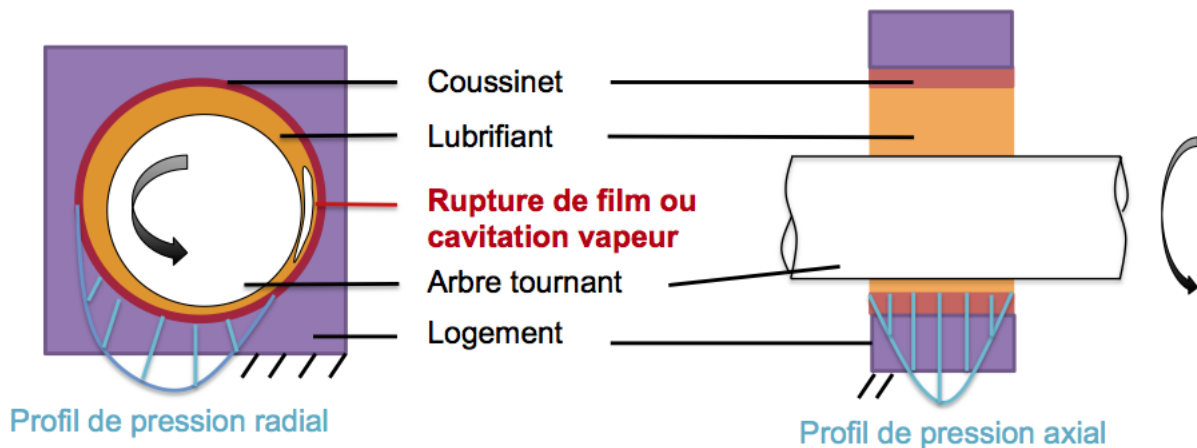 Coussinet
Lubrifiant
Rupture de film ou
cavitation vapeur
Arbre tournant
Logement
Profil de pression radial
Profil de pression axial